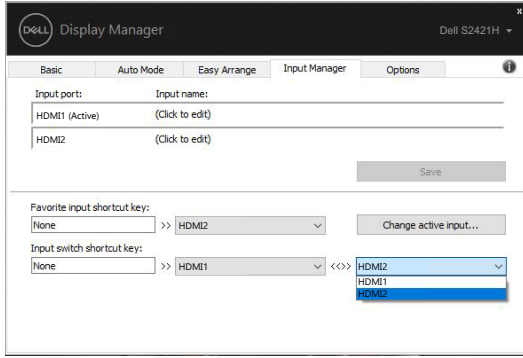 DELL Display Manager
Dell S2421H
Basic Auto Mode Easy Arrange Input Manager Options
Input port: Input name:
HDMI1 (Active) (Click to edit)
HDMI2 (Click to edit)
Save
Favorite input shortcut key:
None >> HDMI2 Change active input...
Input switch shortcut key:
None >> HDMI1 <<>> HDMI2
HDMI1
HDMI2